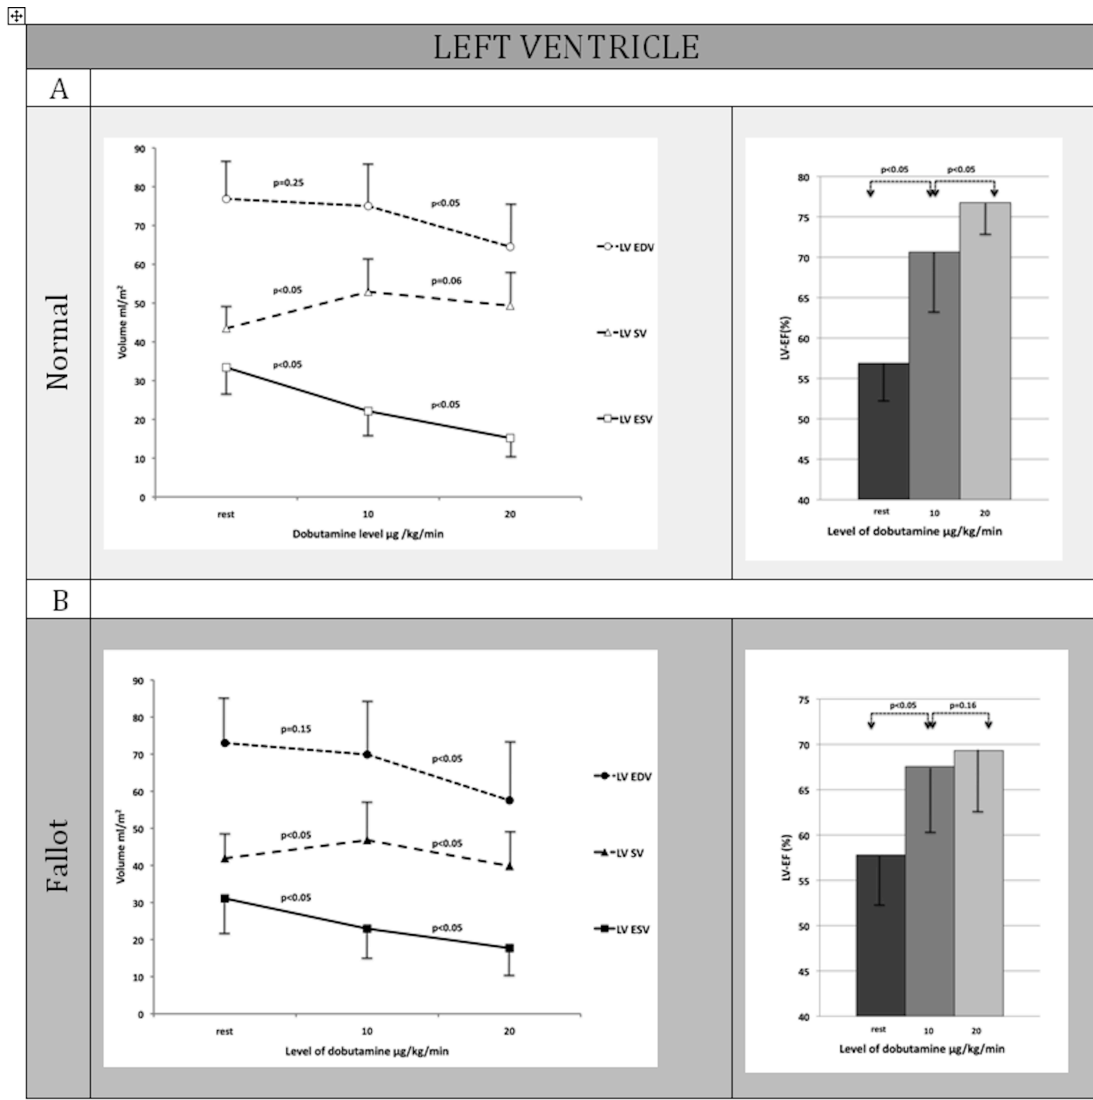 LEFT VENTRICLE
A
Normal
90
80
70
60
50
40
30
20
10
0
Volume ml/m²
p=0.25
p<0.05
p<0.05
p=0.06
p<0.05
p<0.05
LV EDV
LV SV
LV ESV
rest 10 20
Dobutamine level µg /kg/min
80
75
70
65
60
55
50
45
40
LV-EF(%)
p<0.05 p<0.05
rest 10 20
Level of dobutamine µg/kg/min
B
Fallot
90
80
70
60
50
40
30
20
10
0
Volume ml/m²
p=0.15
p<0.05
p<0.05
p<0.05
p<0.05
p<0.05
LV EDV
LV SV
LV ESV
rest 10 20
Level of dobutamine µg/kg/min
75
70
65
60
55
50
45
40
LV-EF (%)
p<0.05 p=0.16
rest 10 20
Level of dobutamine µg/kg/min